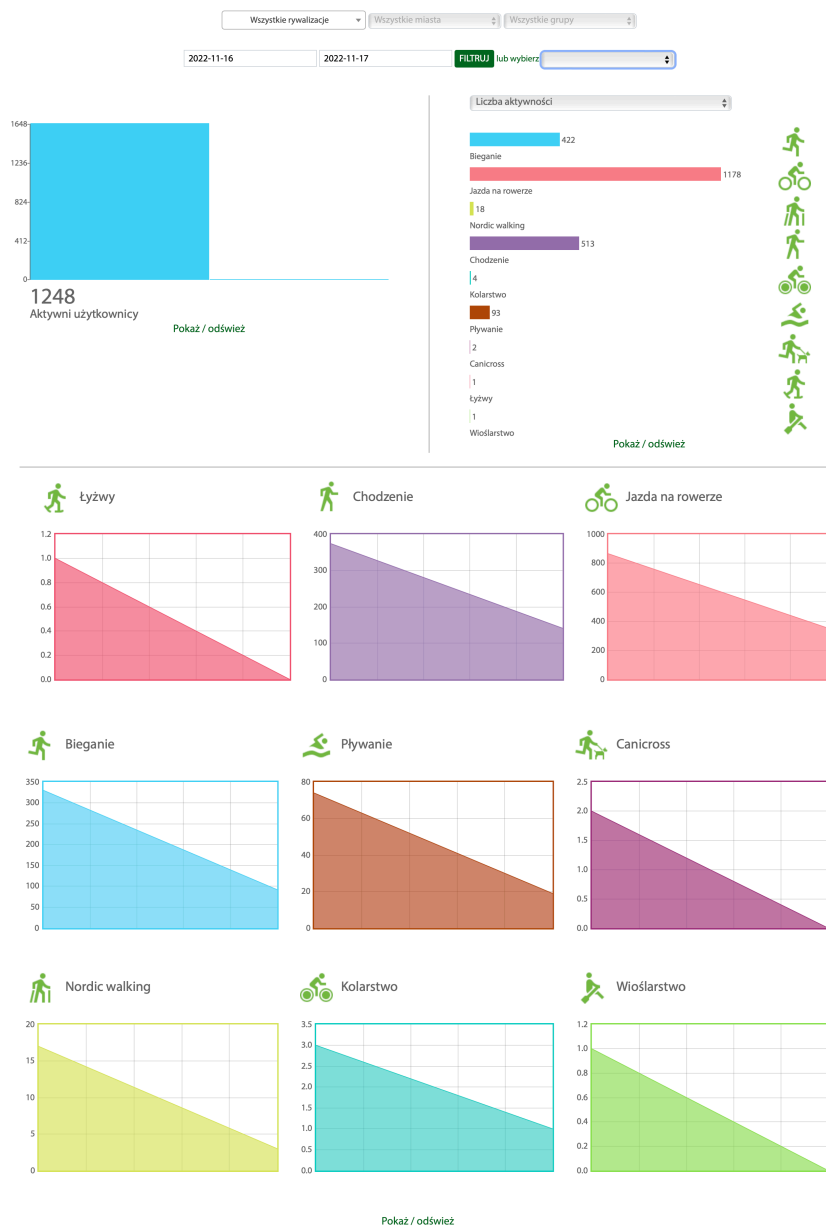 Wszystkie rywalizacje Wszystkie miasta Wszystkie grupy
2022-11-16 2022-11-17 FILTRUJ lub wybierz
1648
1236
824
412
0
1248
Aktywni użytkownicy
Pokaż / odśwież
Liczba aktywności
422
Bieganie
1178
Jazda na rowerze
18
Nordic walking
513
Chodzenie
4
Kolarstwo
93
Pływanie
2
Canicross
1
Łyżwy
1
Wioślarstwo
Pokaż / odśwież
Łyżwy
1.2
1.0
0.8
0.6
0.4
0.2
0.0
Chodzenie
400
300
200
100
0
Jazda na rowerze
1000
800
600
400
200
0
Bieganie
350
300
250
200
150
100
50
0
Pływanie
80
60
40
20
0
Canicross
2.5
2.0
1.5
1.0
0.5
0.0
Nordic walking
20
15
10
5
0
Kolarstwo
3.5
3.0
2.5
2.0
1.5
1.0
0.5
0.0
Wioślarstwo
1.2
1.0
0.8
0.6
0.4
0.2
0.0
Pokaż / odśwież